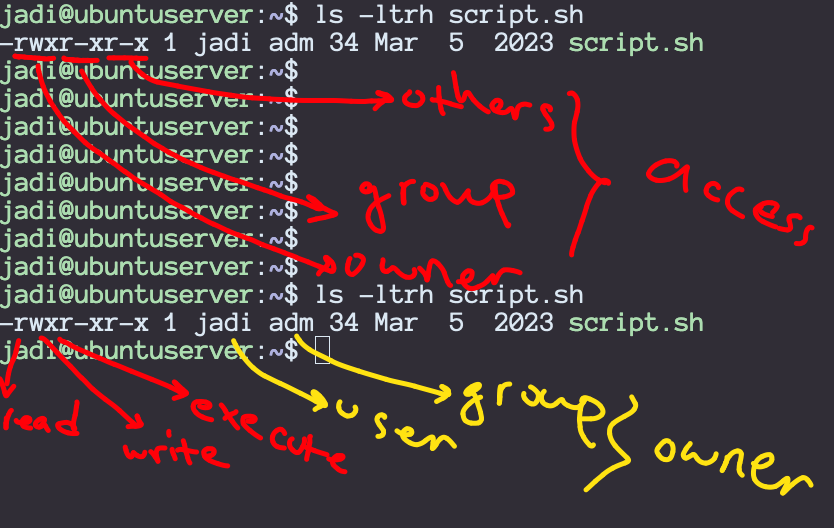 jadi@ubuntuserver:~$ ls -ltrh script.sh
-rwxr-xr-x 1 jadi adm 34 Mar  5  2023 script.sh
jadi@ubuntuserver:~$
jadi@ubuntuserver:~$
others
jadi@ubuntuserver:~$
jadi@ubuntuserver:~$
access
jadi@ubuntuserver:~$
group
jadi@ubuntuserver:~$
jadi@ubuntuserver:~$
jadi@ubuntuserver:~$
owner
jadi@ubuntuserver:~$ ls -ltrh script.sh
-rwxr-xr-x 1 jadi adm 34 Mar  5  2023 script.sh
jadi@ubuntuserver:~$
read
write
execute
user
group
owner